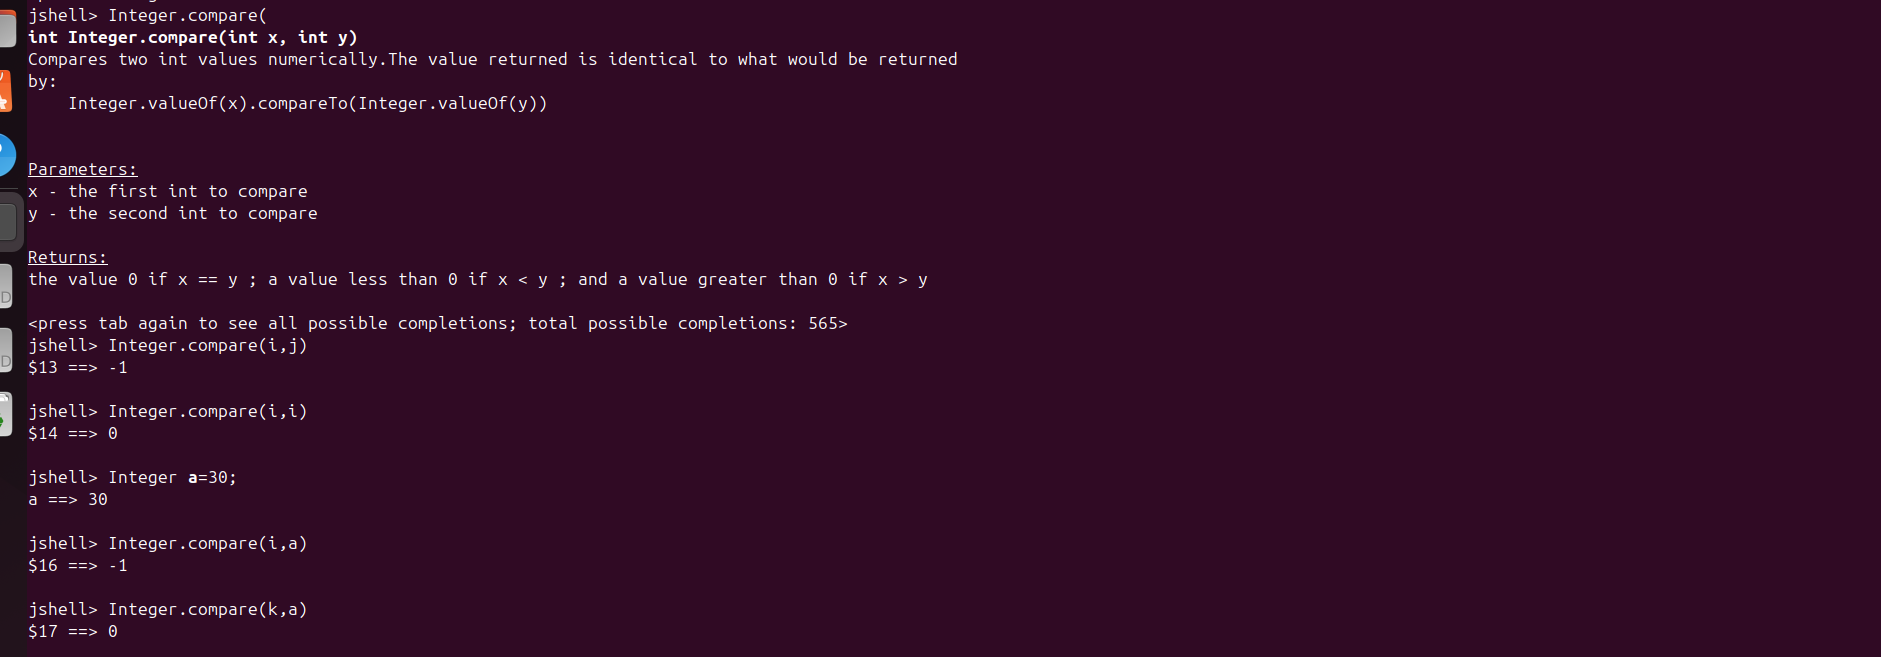 jshell> Integer.compare(
int Integer.compare(int x, int y)
Compares two int values numerically.The value returned is identical to what would be returned
by:
    Integer.valueOf(x).compareTo(Integer.valueOf(y))
Parameters:
x - the first int to compare
y - the second int to compare
Returns:
the value 0 if x == y ; a value less than 0 if x < y ; and a value greater than 0 if x > y
<press tab again to see all possible completions; total possible completions: 565>
jshell> Integer.compare(i,j)
$13 ==> -1
jshell> Integer.compare(i,i)
$14 ==> 0
jshell> Integer a=30;
a ==> 30
jshell> Integer.compare(i,a)
$16 ==> -1
jshell> Integer.compare(k,a)
$17 ==> 0